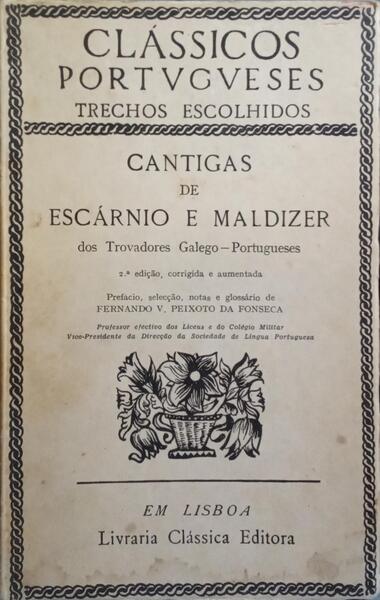 CLÁSSICOS
PORTVGVESES
TRECHOS ESCOLHIDOS
CANTIGAS
DE
ESCÁRNIO E MALDIZER
dos Trovadores Galego-Portugueses
2.ª edição, corrigida e aumentada
Prefacio, selecção, notas e glossário de
FERNANDO V. PEIXOTO DA FONSECA
Professor efectivo dos Liceus e do Colégio Militar
Vice-Presidente da Direcção da Sociedade de Língua Portuguesa
EM LISBOA
Livraria Clássica Editora